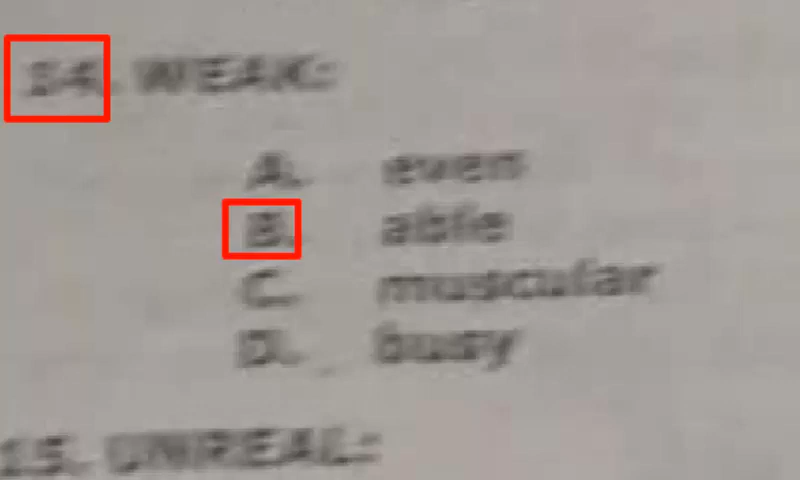 14. WEAK:
A. even
B. able
C. muscular
D. busy
15. UNREAL: